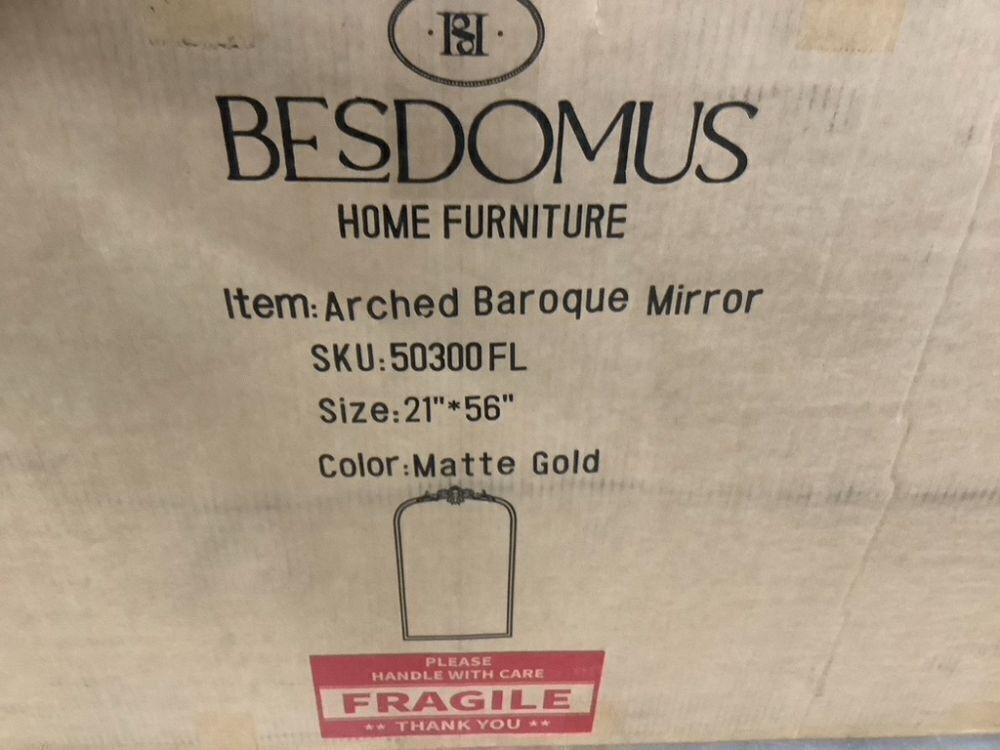 BESDOMUS
HOME FURNITURE
Item:Arched Baroque Mirror
SKU:50300FL
Size:21"*56"
Color:Matte Gold
PLEASE
HANDLE WITH CARE
FRAGILE
** THANK YOU **